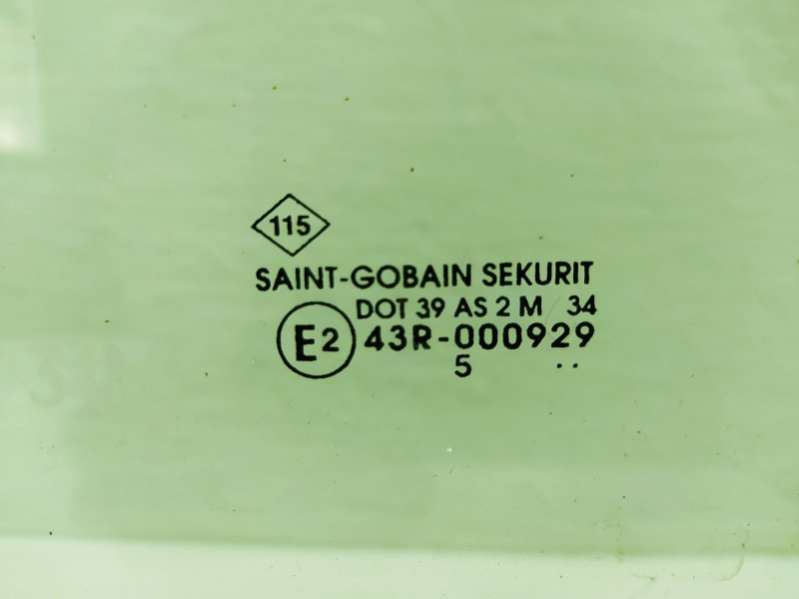 115
SAINT-GOBAIN SEKURIT
DOT 39 AS 2 M 34
E2 43R-000929
5 ..